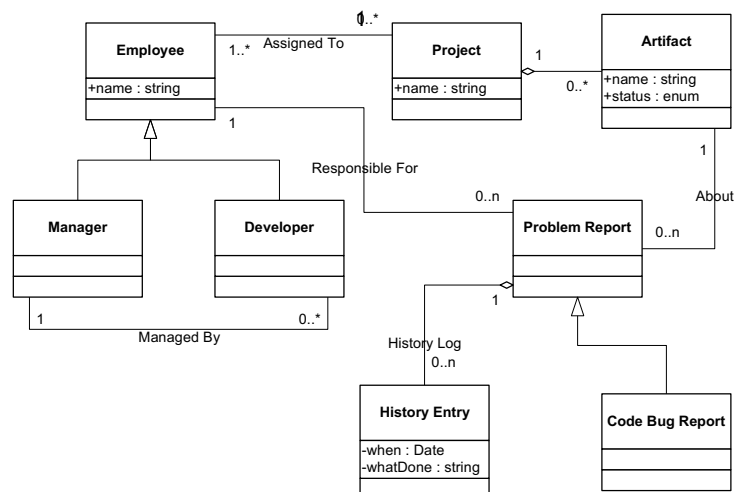 Employee
+name : string
1..*
Assigned To
0..*
Project
+name : string
1
0..*
Artifact
+name : string
+status : enum
1
Responsible For
0..n
1
About
0..n
Manager
Developer
Problem Report
1
0..*
Managed By
1
History Log
0..n
History Entry
-when : Date
-whatDone : string
Code Bug Report